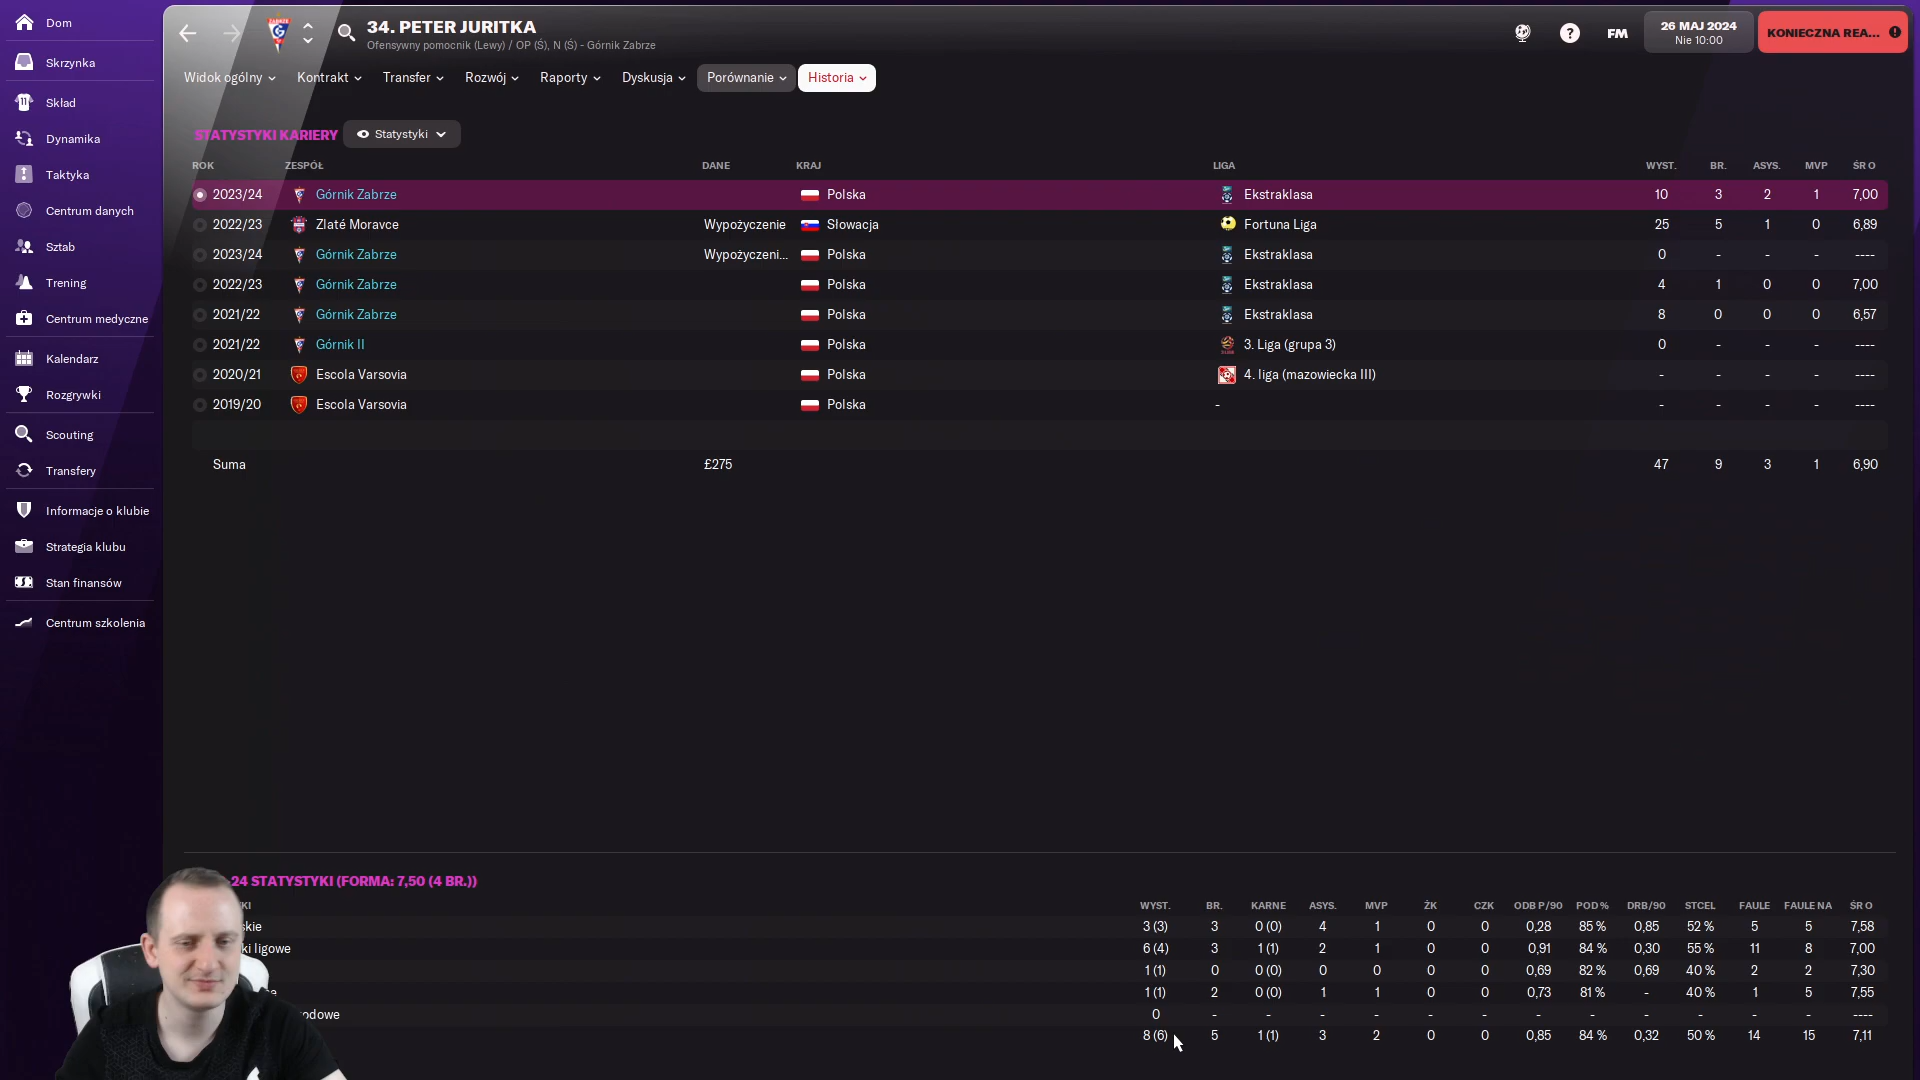 Dom
Skrzynka
Skład
Dynamika
Taktyka
Centrum danych
Sztab
Trening
Centrum medyczne
Kalendarz
Rozgrywki
Scouting
Transfery
Informacje o klubie
Strategia klubu
Stan finansów
Centrum szkolenia
34. PETER JURITKA
Ofensywny pomocnik (Lewy) / OP (Ś), N (Ś) - Górnik Zabrze
FM
26 MAJ 2024
Nie 10:00
KONIECZNA REA...
Widok ogólny Kontrakt Transfer Rozwój Raporty Dyskusja Porównanie Historia
STATYSTYKI KARIERY Statystyki
ROK ZESPÓŁ DANE KRAJ LIGA WYST. BR. ASYS. MVP ŚR O
2023/24 Górnik Zabrze Polska Ekstraklasa 10 3 2 1 7,00
2022/23 Zlaté Moravce Wypożyczenie Słowacja Fortuna Liga 25 5 1 0 6,89
2023/24 Górnik Zabrze Wypożyczeni... Polska Ekstraklasa 0 - - - ----
2022/23 Górnik Zabrze Polska Ekstraklasa 4 1 0 0 7,00
2021/22 Górnik Zabrze Polska Ekstraklasa 8 0 0 0 6,57
2021/22 Górnik II Polska 3. Liga (grupa 3) 0 - - - ----
2020/21 Escola Varsovia Polska 4. liga (mazowiecka III) - - - - ----
2019/20 Escola Varsovia Polska - - - - - ----
Suma £275 47 9 3 1 6,90
24 STATYSTYKI (FORMA: 7,50 (4 BR.))
KI WYST. BR. KARNE ASYS. MVP ŻK CZK ODB P/90 POD % DRB/90 STCEL FAULE FAULE NA ŚR O
skie 3 (3) 3 0 (0) 4 1 0 0 0,28 85 % 0,85 52 % 5 5 7,58
ki ligowe 6 (4) 3 1 (1) 2 1 0 0 0,91 84 % 0,30 55 % 11 8 7,00
1 (1) 0 0 (0) 0 0 0 0 0,69 82 % 0,69 40 % 2 2 7,30
1 (1) 2 0 (0) 1 1 0 0 0,73 81 % - 40 % 1 5 7,55
odowe 0 - - - - - - - - - - - - ----
8 (6) 5 1 (1) 3 2 0 0 0,85 84 % 0,32 50 % 14 15 7,11